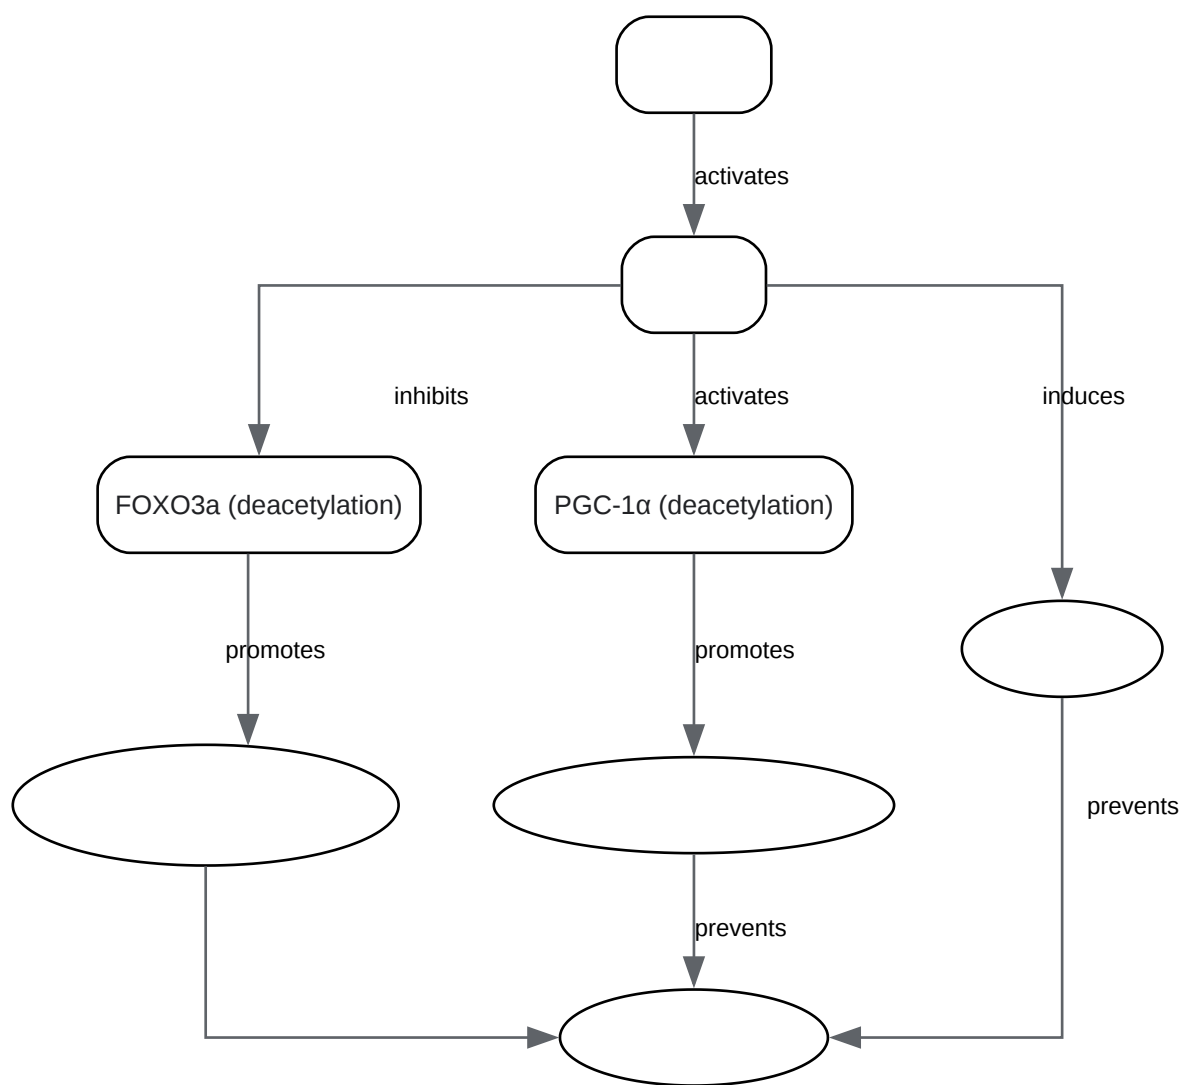 activates
inhibits
activates
induces
FOXO3a (deacetylation)
PGC-1α (deacetylation)
promotes
promotes
prevents
prevents